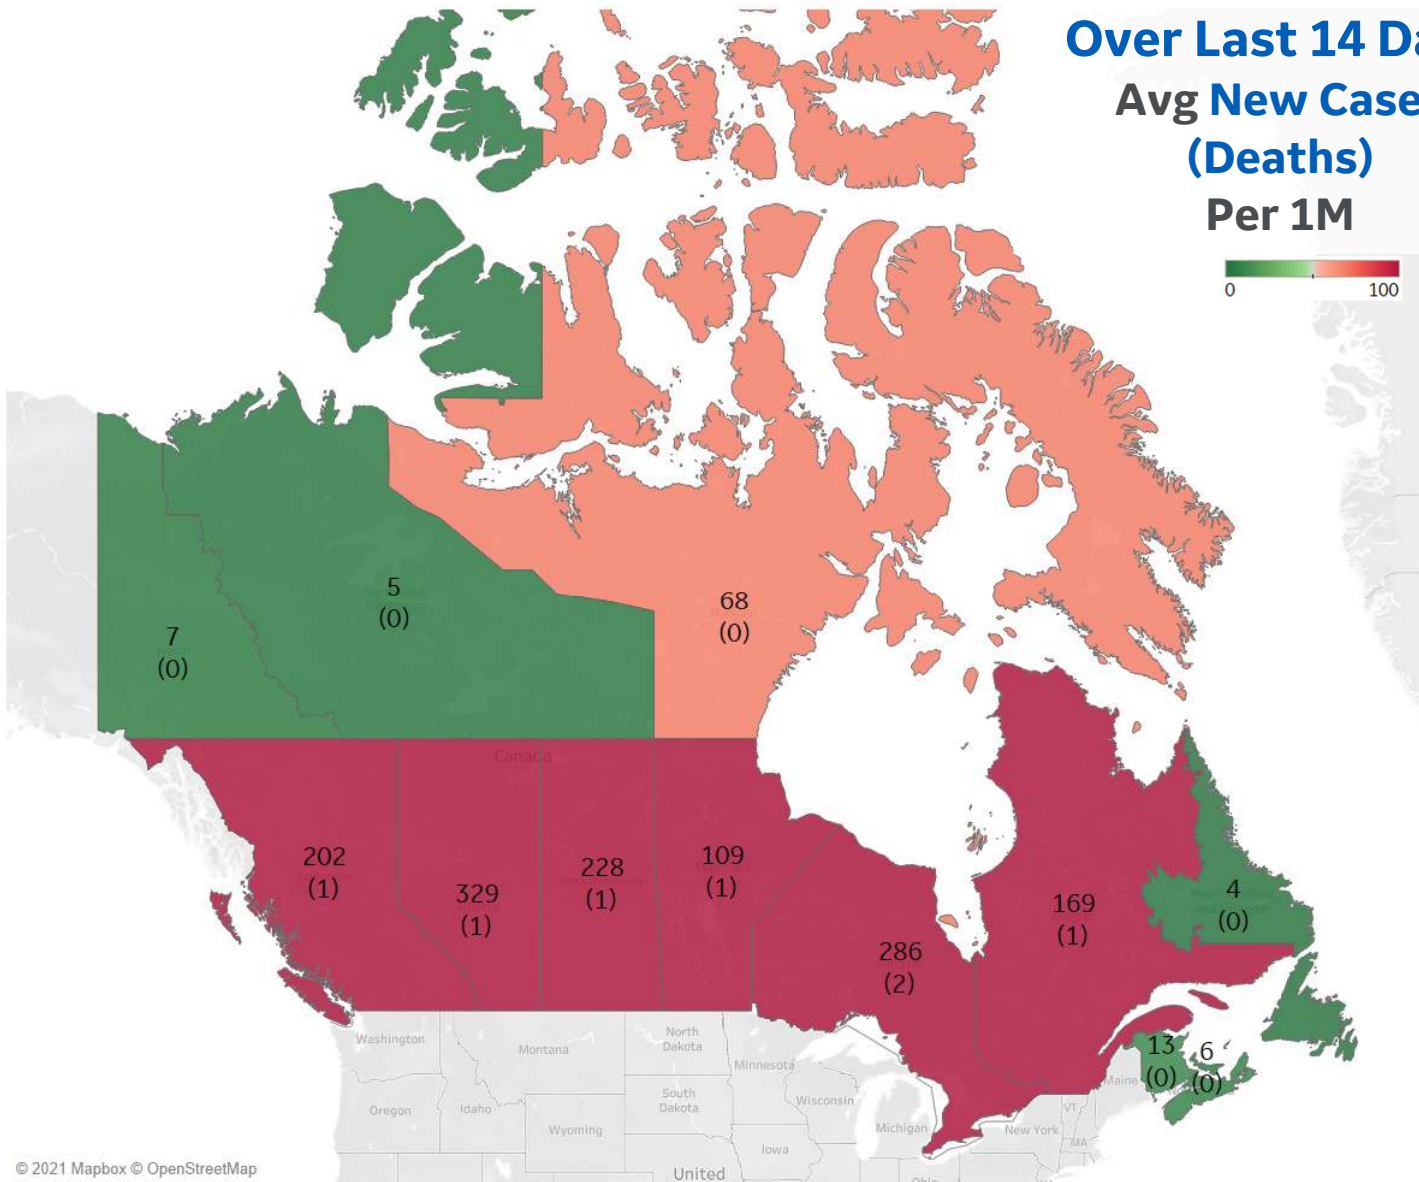 Over Last 14 Da
Avg New Case
(Deaths)
Per 1M
0
100
5
(0)
68
(0)
7
(0)
Canada
202
(1)
329
(1)
228
(1)
109
(1)
286
(2)
169
(1)
4
(0)
13
(0)
6
(0)
Washington
Montana
North
Dakota
Minnesota
Maine
Oregon
Idaho
South
Dakota
Wisconsin
Michigan
New York
VT
MA
Wyoming
Iowa
United
© 2021 Mapbox © OpenStreetMap